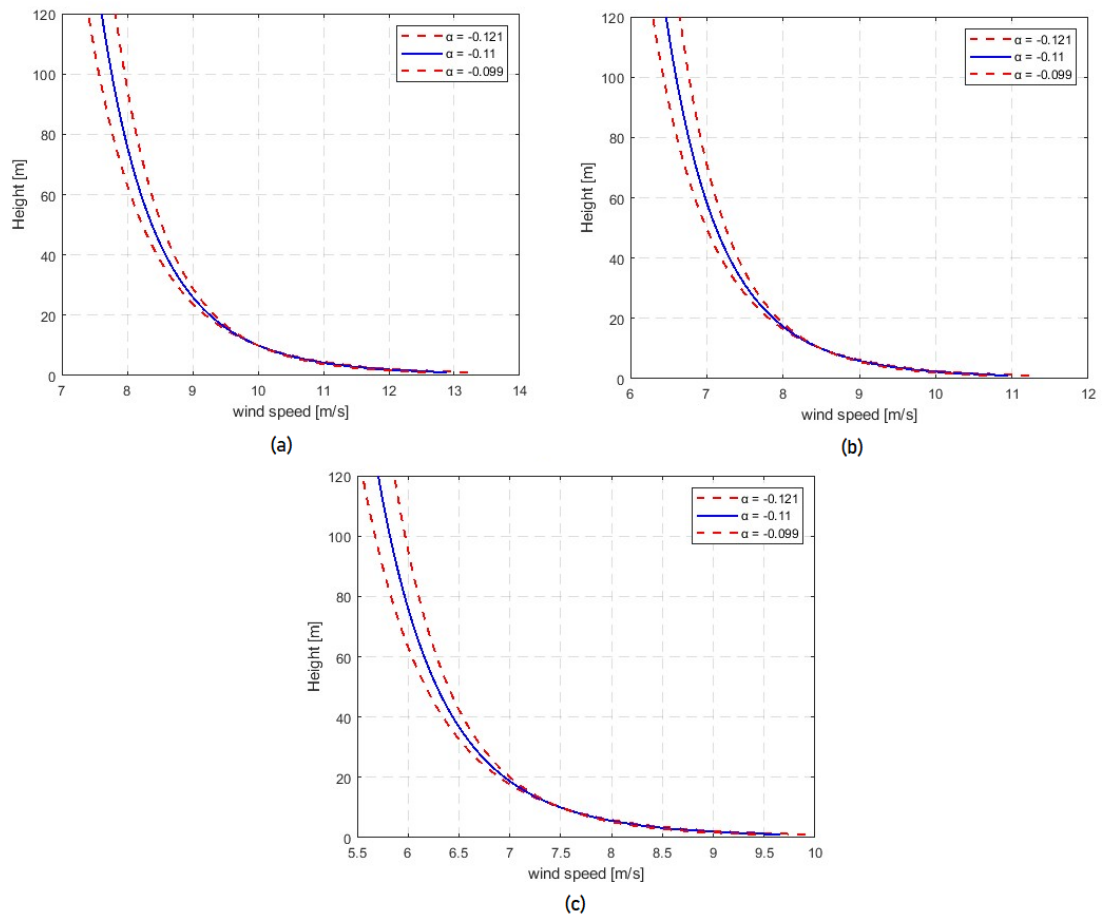 120
100
80
60
40
20
0
Height [m]
7 8 9 10 11 12 13 14
wind speed [m/s]
α = -0.121
α = -0.11
α = -0.099
(a)
120
100
80
60
40
20
0
Height [m]
6 7 8 9 10 11 12
wind speed [m/s]
α = -0.121
α = -0.11
α = -0.099
(b)
120
100
80
60
40
20
0
Height [m]
5.5 6 6.5 7 7.5 8 8.5 9 9.5 10
wind speed [m/s]
α = -0.121
α = -0.11
α = -0.099
(c)